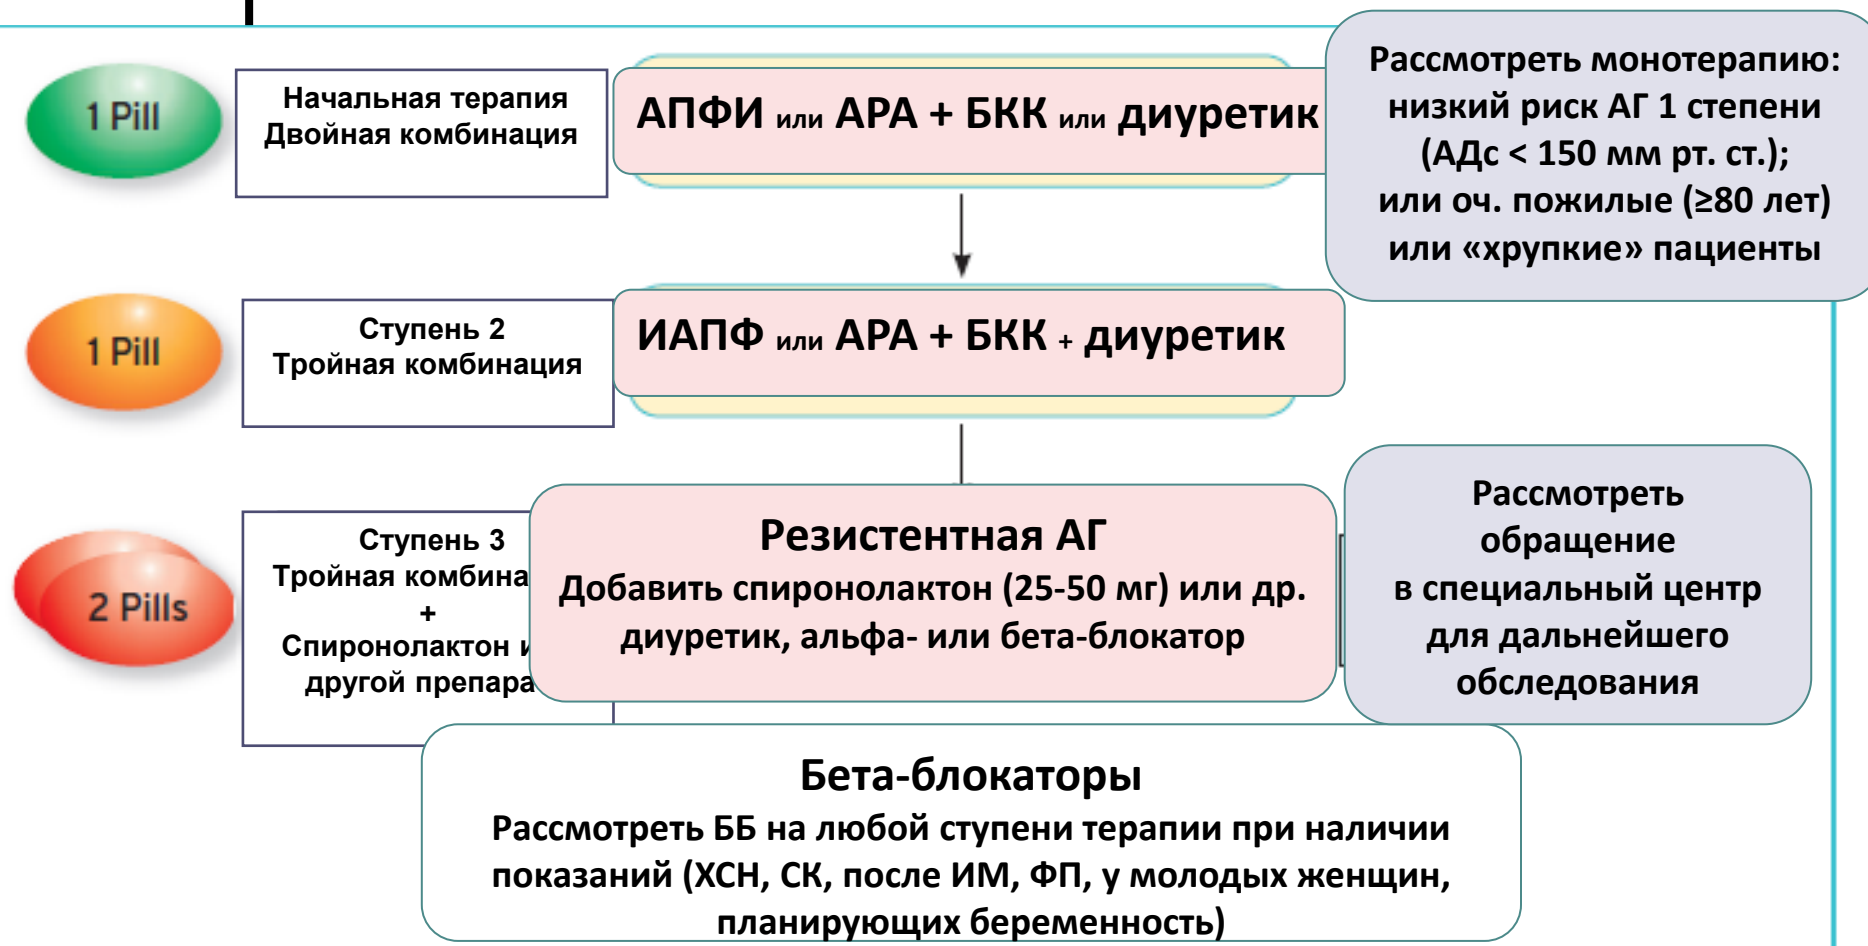 1 Pill
Начальная терапия
Двойная комбинация
АПФИ или АРА + БКК или диуретик
Рассмотреть монотерапию:
низкий риск АГ 1 степени
(АДс < 150 мм рт. ст.);
или оч. пожилые (≥80 лет)
или «хрупкие» пациенты
1 Pill
Ступень 2
Тройная комбинация
ИАПФ или АРА + БКК + диуретик
2 Pills
Ступень 3
Тройная комбина
+
Спиронолактон и
другой препара
Резистентная АГ
Добавить спиронолактон (25-50 мг) или др.
диуретик, альфа- или бета-блокатор
Рассмотреть
обращение
в специальный центр
для дальнейшего
обследования
Бета-блокаторы
Рассмотреть ББ на любой ступени терапии при наличии
показаний (ХСН, СК, после ИМ, ФП, у молодых женщин,
планирующих беременность)